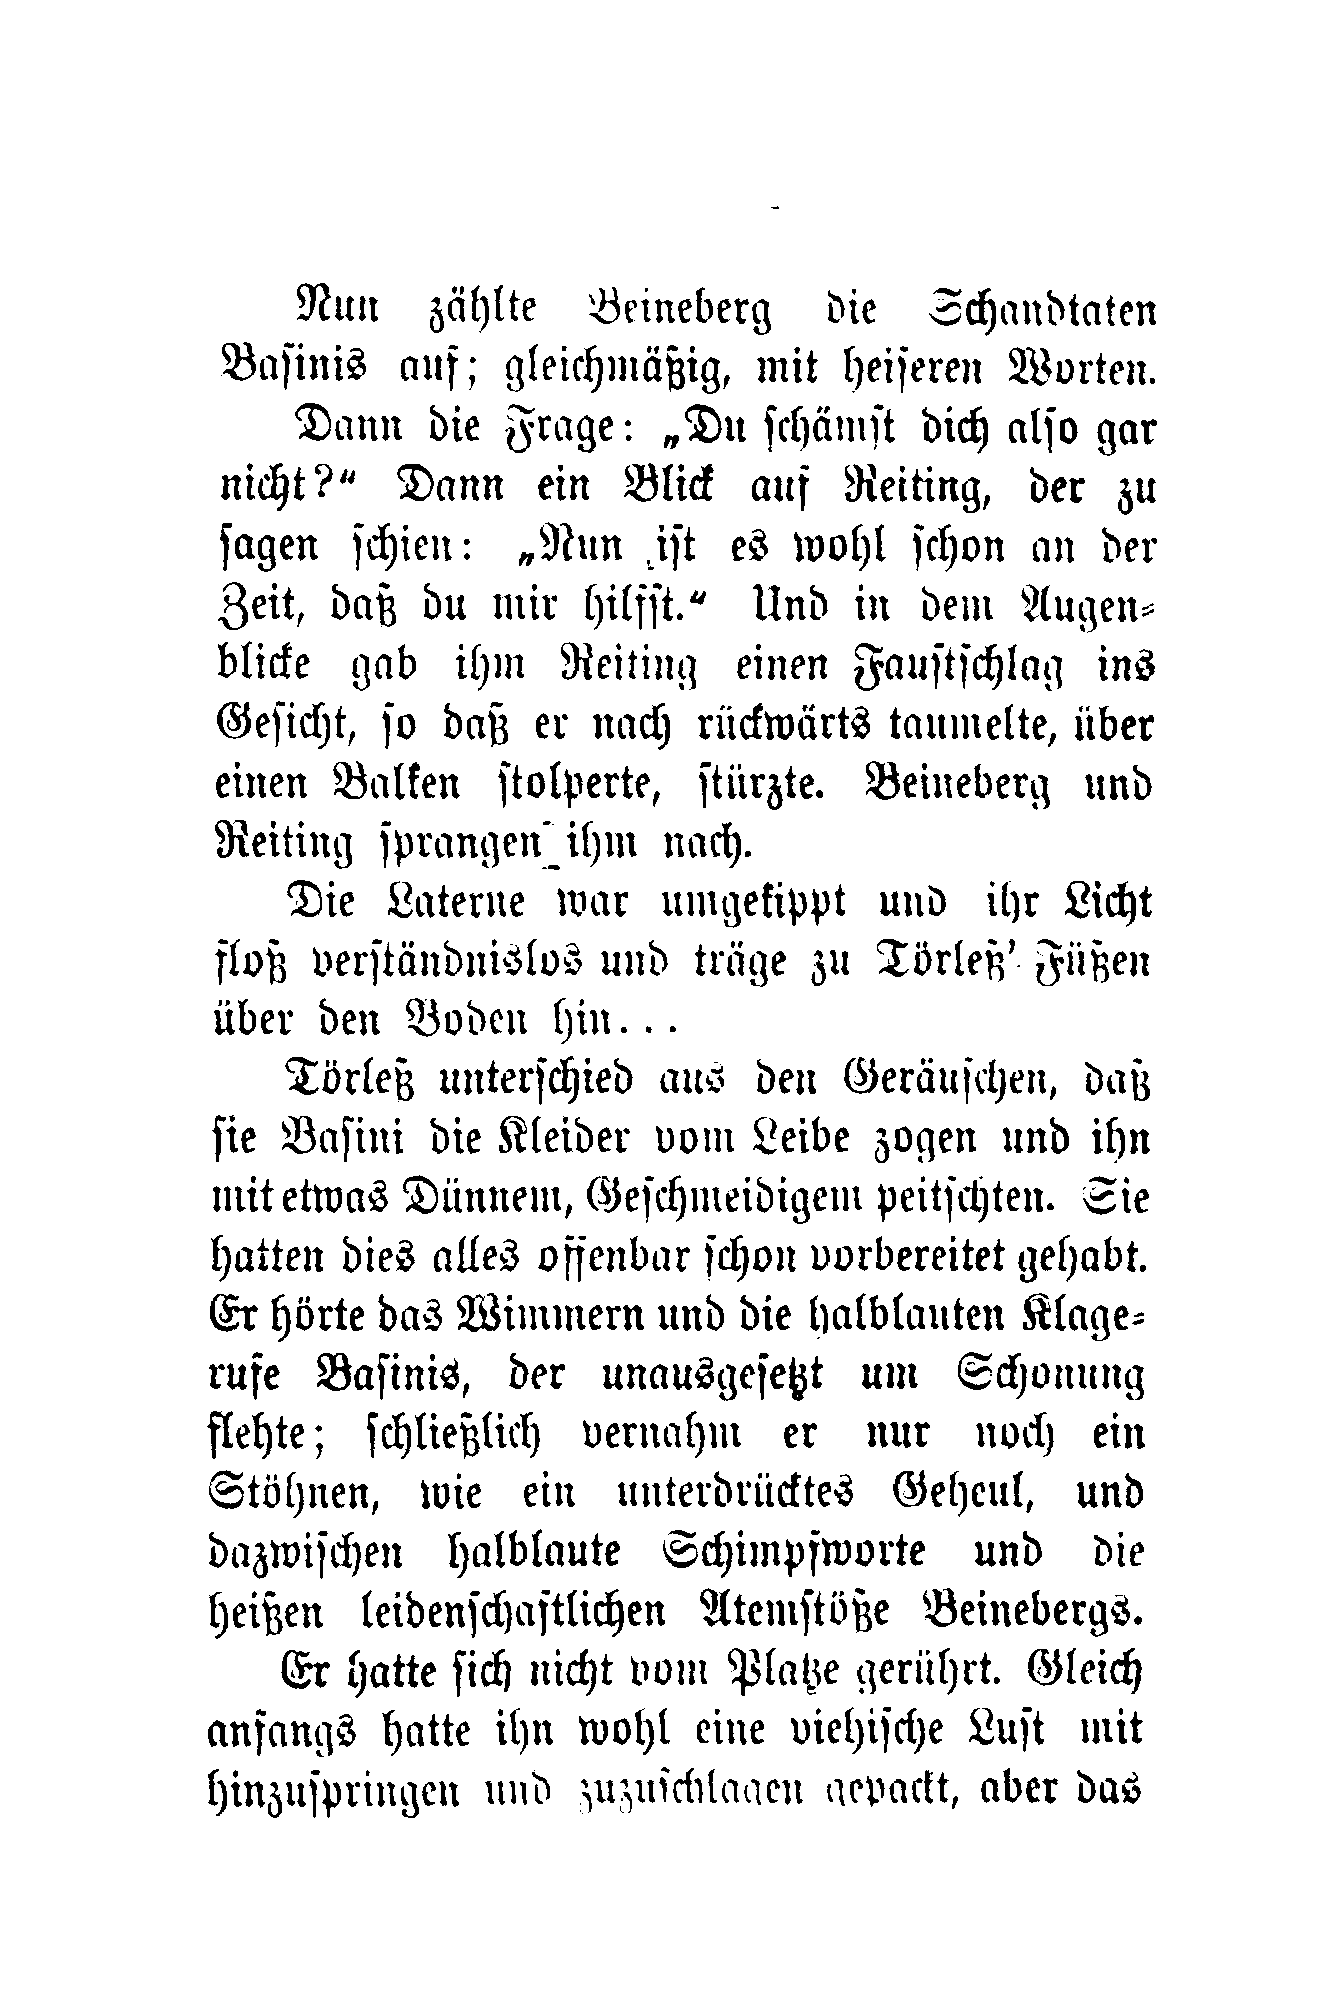 Nun zählte Beineberg die Schandtaten
Baſinis auf; gleichmäßig, mit heiſeren Worten.
Dann die Frage: „Du ſchämſt dich alſo gar
nicht?“ Dann ein Blick auf Reiting, der zu
ſagen ſchien: „Nun iſt es wohl ſchon an der
Zeit, daß du mir hilfſt.“ Und in dem Augen⸗
blicke gab ihm Reiting einen Fauſtſchlag ins
Geſicht, ſo daß er nach rückwärts taumelte, über
einen Balken ſtolperte, ſtürzte. Beineberg und
Reiting ſprangen ihm nach.
Die Laterne war umgekippt und ihr Licht
floß verſtändnislos und träge zu Törleß’ Füßen
über den Boden hin...
Törleß unterſchied aus den Geräuſchen, daß
ſie Baſini die Kleider vom Leibe zogen und ihn
mit etwas Dünnem, Geſchmeidigem peitſchten. Sie
hatten dies alles offenbar ſchon vorbereitet gehabt.
Er hörte das Wimmern und die halblauten Klage⸗
rufe Baſinis, der unausgeſetzt um Schonung
flehte; ſchließlich vernahm er nur noch ein
Stöhnen, wie ein unterdrücktes Geheul, und
dazwiſchen halblaute Schimpfworte und die
heißen leidenſchaftlichen Atemſtöße Beinebergs.
Er hatte ſich nicht vom Platze gerührt. Gleich
anfangs hatte ihn wohl eine viehiſche Luſt mit
hinzuſpringen und zuzuſchlagen gepackt, aber das